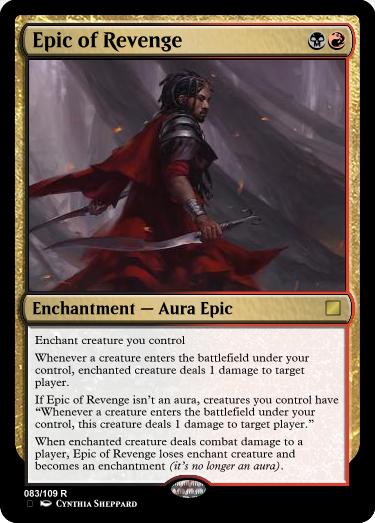 Epic of Revenge
Enchantment — Aura Epic
Enchant creature you control
Whenever a creature enters the battlefield under your
control, enchanted creature deals 1 damage to target
player.
If Epic of Revenge isn't an aura, creatures you control have
“Whenever a creature enters the battlefield under your
control, this creature deals 1 damage to target player.”
When enchanted creature deals combat damage to a
player, Epic of Revenge loses enchant creature and
becomes an enchantment (it's no longer an aura).
083/109 R
Cynthia Sheppard